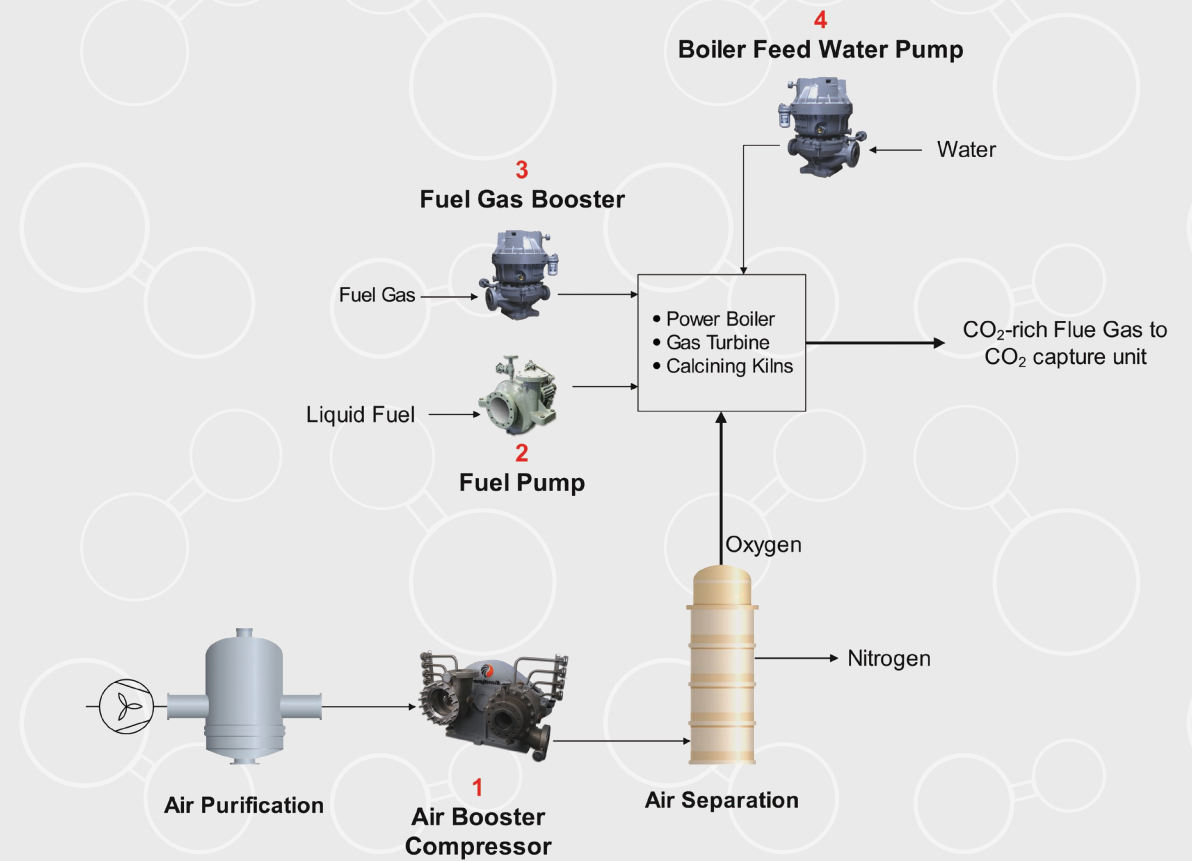 4
Boiler Feed Water Pump
Water
3
Fuel Gas Booster
Fuel Gas
• Power Boiler
• Gas Turbine
• Calcining Kilns
CO₂-rich Flue Gas to
CO₂ capture unit
Liquid Fuel
2
Fuel Pump
Oxygen
Nitrogen
Air Purification
1
Air Booster
Compressor
Air Separation